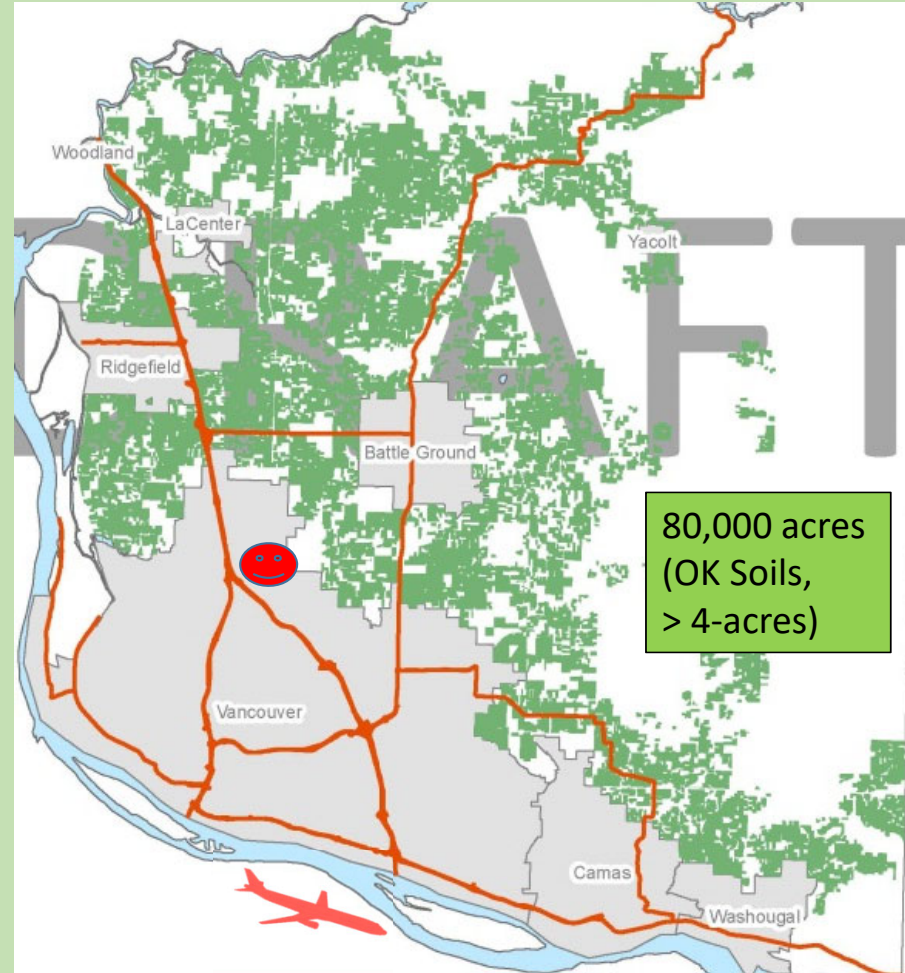 Woodland
LaCenter
Yacolt
DRAFT
Ridgefield
Battle Ground
80,000 acres
(OK Soils,
> 4-acres)
Vancouver
Camas
Washougal